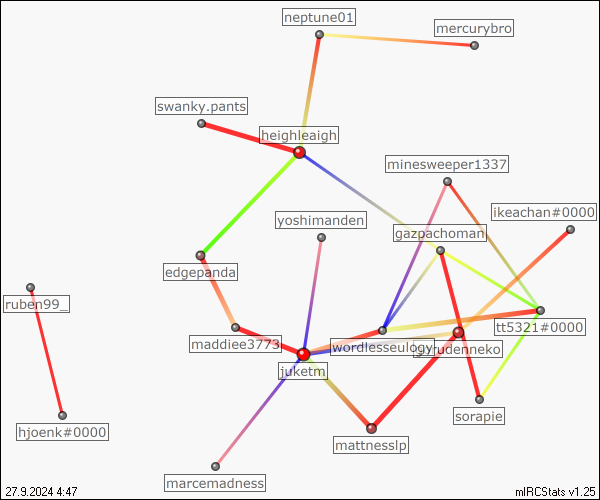 neptune01
mercurybro
swanky.pants
heighleaigh
minesweeper1337
ikeachan#0000
yoshimanden
gazpachoman
edgepanda
ruben99_
tt5321#0000
maddiee3773
wordlesseulogy
juketm
sorapie
hjoenk#0000
mattnesslp
marcemadness
27.9.2024 4:47
mIRCStats v1.25